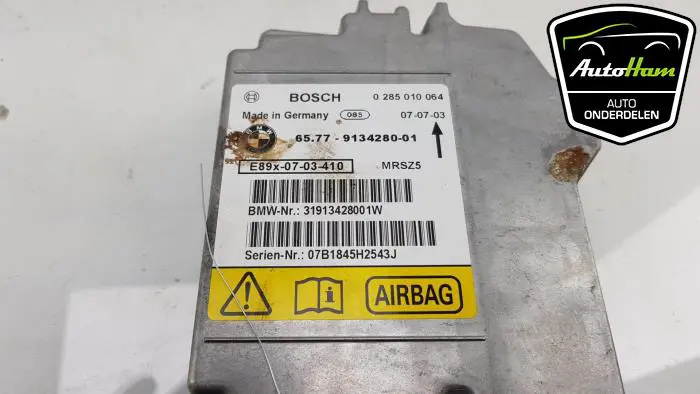 BOSCH 0 285 010 064
Made in Germany 085 07-07-03
BMW 65.77 - 9134280-01
E89x-07-03-410 MRSZ5
BMW-Nr.: 31913428001W
Serien-Nr.: 07B1845H2543J
AIRBAG
AUTOHAM
AUTO
ONDERDELEN